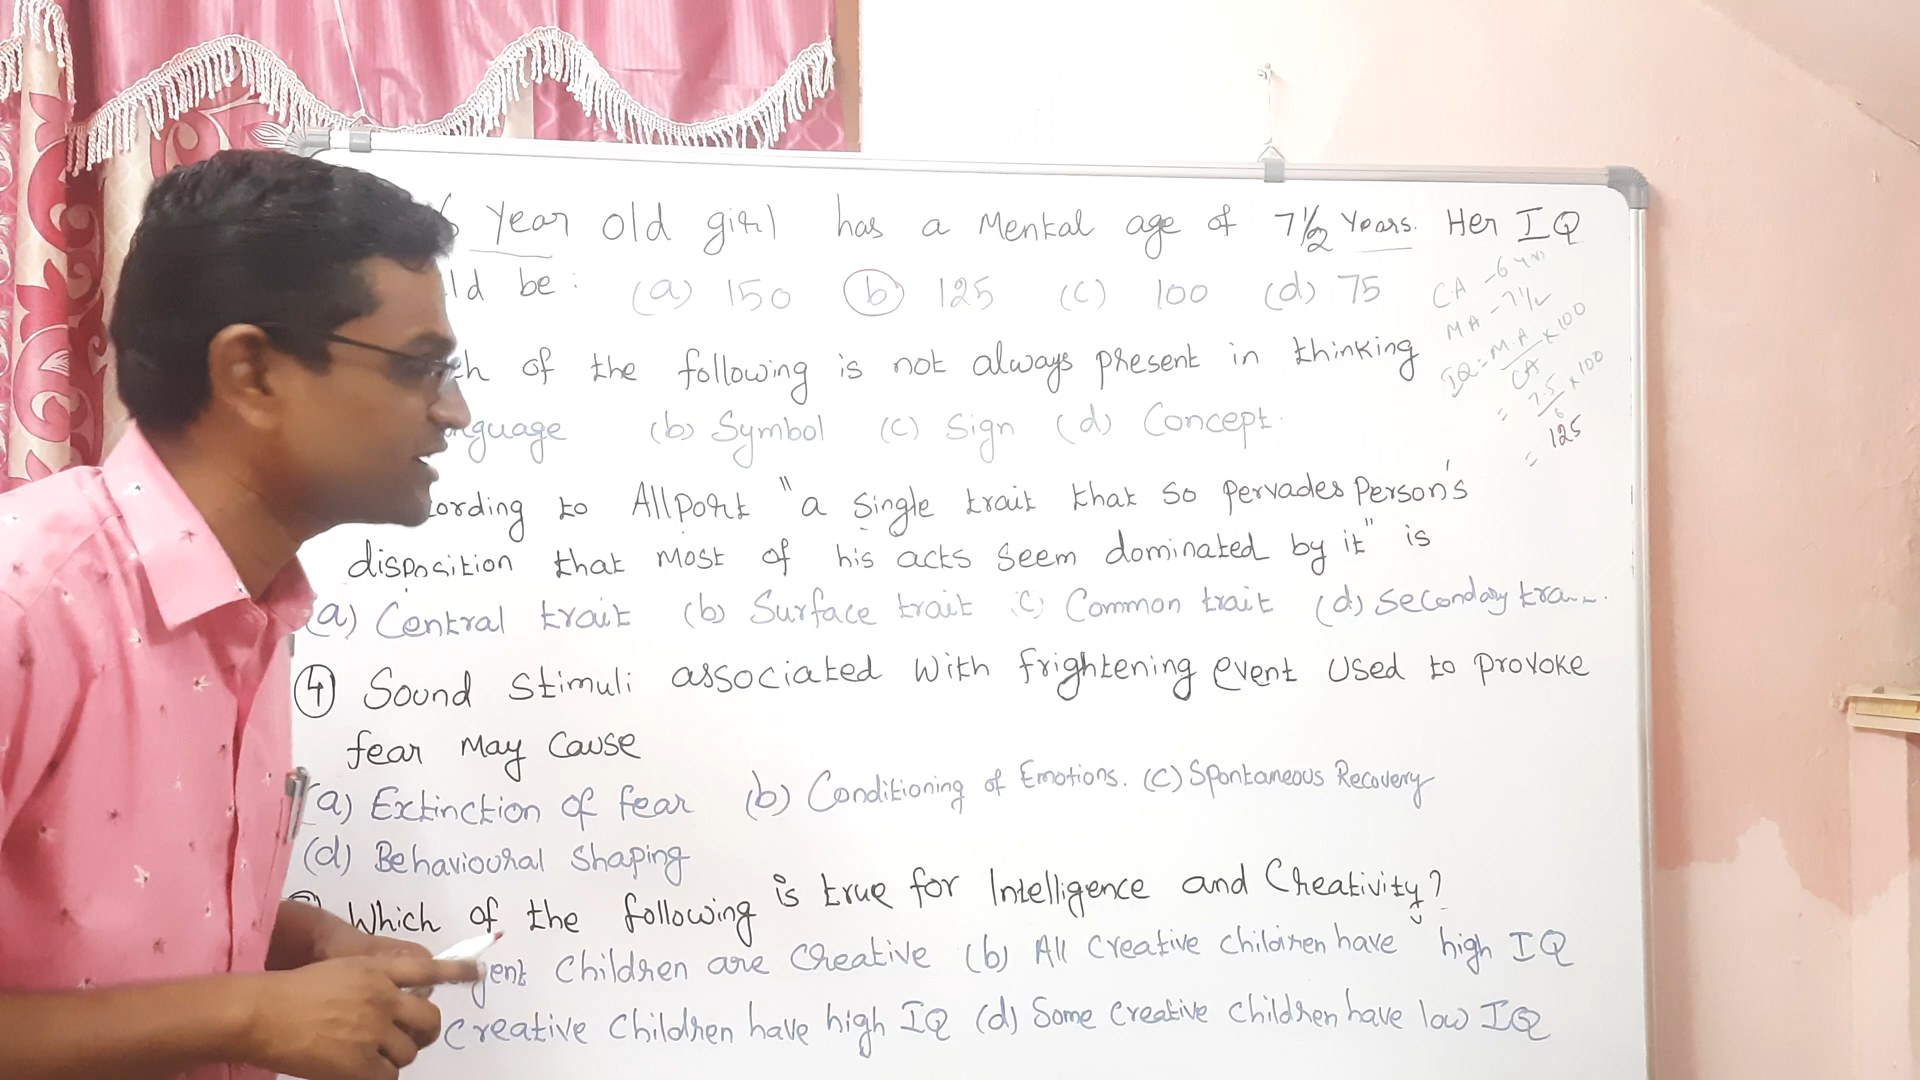 6 Year old girl has a Mental age of 7½ Years. Her IQ
ld be : (a) 150 (b) 125 (c) 100 (d) 75
CA - 6 yrs
MA - 7½
IQ = M.A / CA × 100
= 7.5 / 6 × 100
= 125
ch of the following is not always present in thinking
nguage (b) Symbol (c) Sign (d) Concept.
cording to Allport "a single trait that so pervades Person's
disposition that most of his acts seem dominated by it" is
(a) Central trait (b) Surface trait (c) Common trait (d) Secondary
④ Sound Stimuli associated with frightening event used to provoke
fear may cause
(a) Extinction of fear (b) Conditioning of Emotions. (c) Spontaneous Recovery
(d) Behavioural Shaping
Which of the following is true for Intelligence and Creativity?
gent Children are Creative (b) All Creative children have high IQ
Creative Children have high IQ (d) Some Creative Children have low IQ